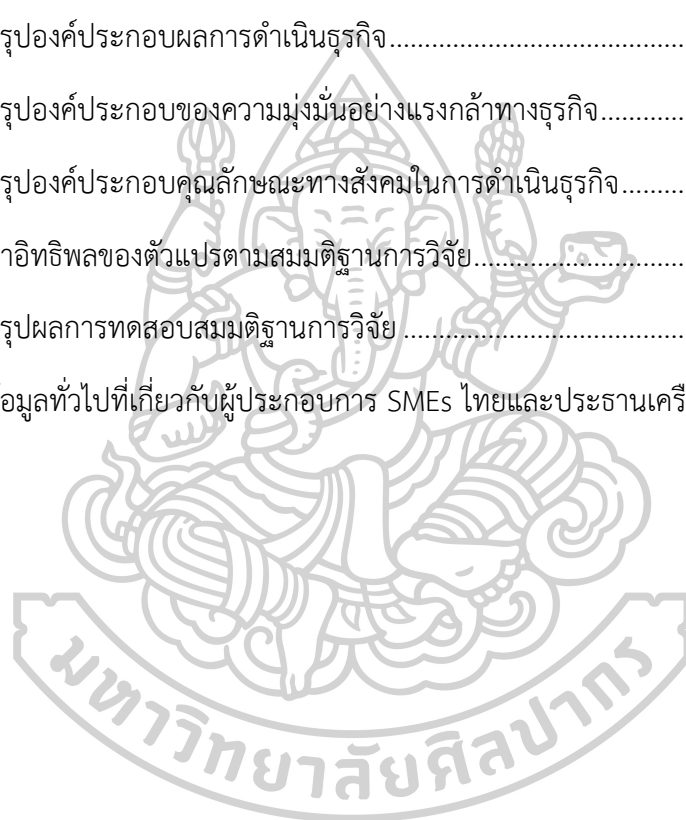 รุปองค์ประกอบผลการดำเนินธุรกิจ......................................
รุปองค์ประกอบของความมุ่งมั่นอย่างแรงกล้าทางธุรกิจ............
รุปองค์ประกอบคุณลักษณะทางสังคมในการดำเนินธุรกิจ.........
าอิทธิพลของตัวแปรตามสมมติฐานการวิจัย............................
รุปผลการทดสอบสมมติฐานการวิจัย ....................................
้อมูลทั่วไปที่เกี่ยวกับผู้ประกอบการ SMEs ไทยและประธานเครื
มหาวิทยาลัยศิลปากร